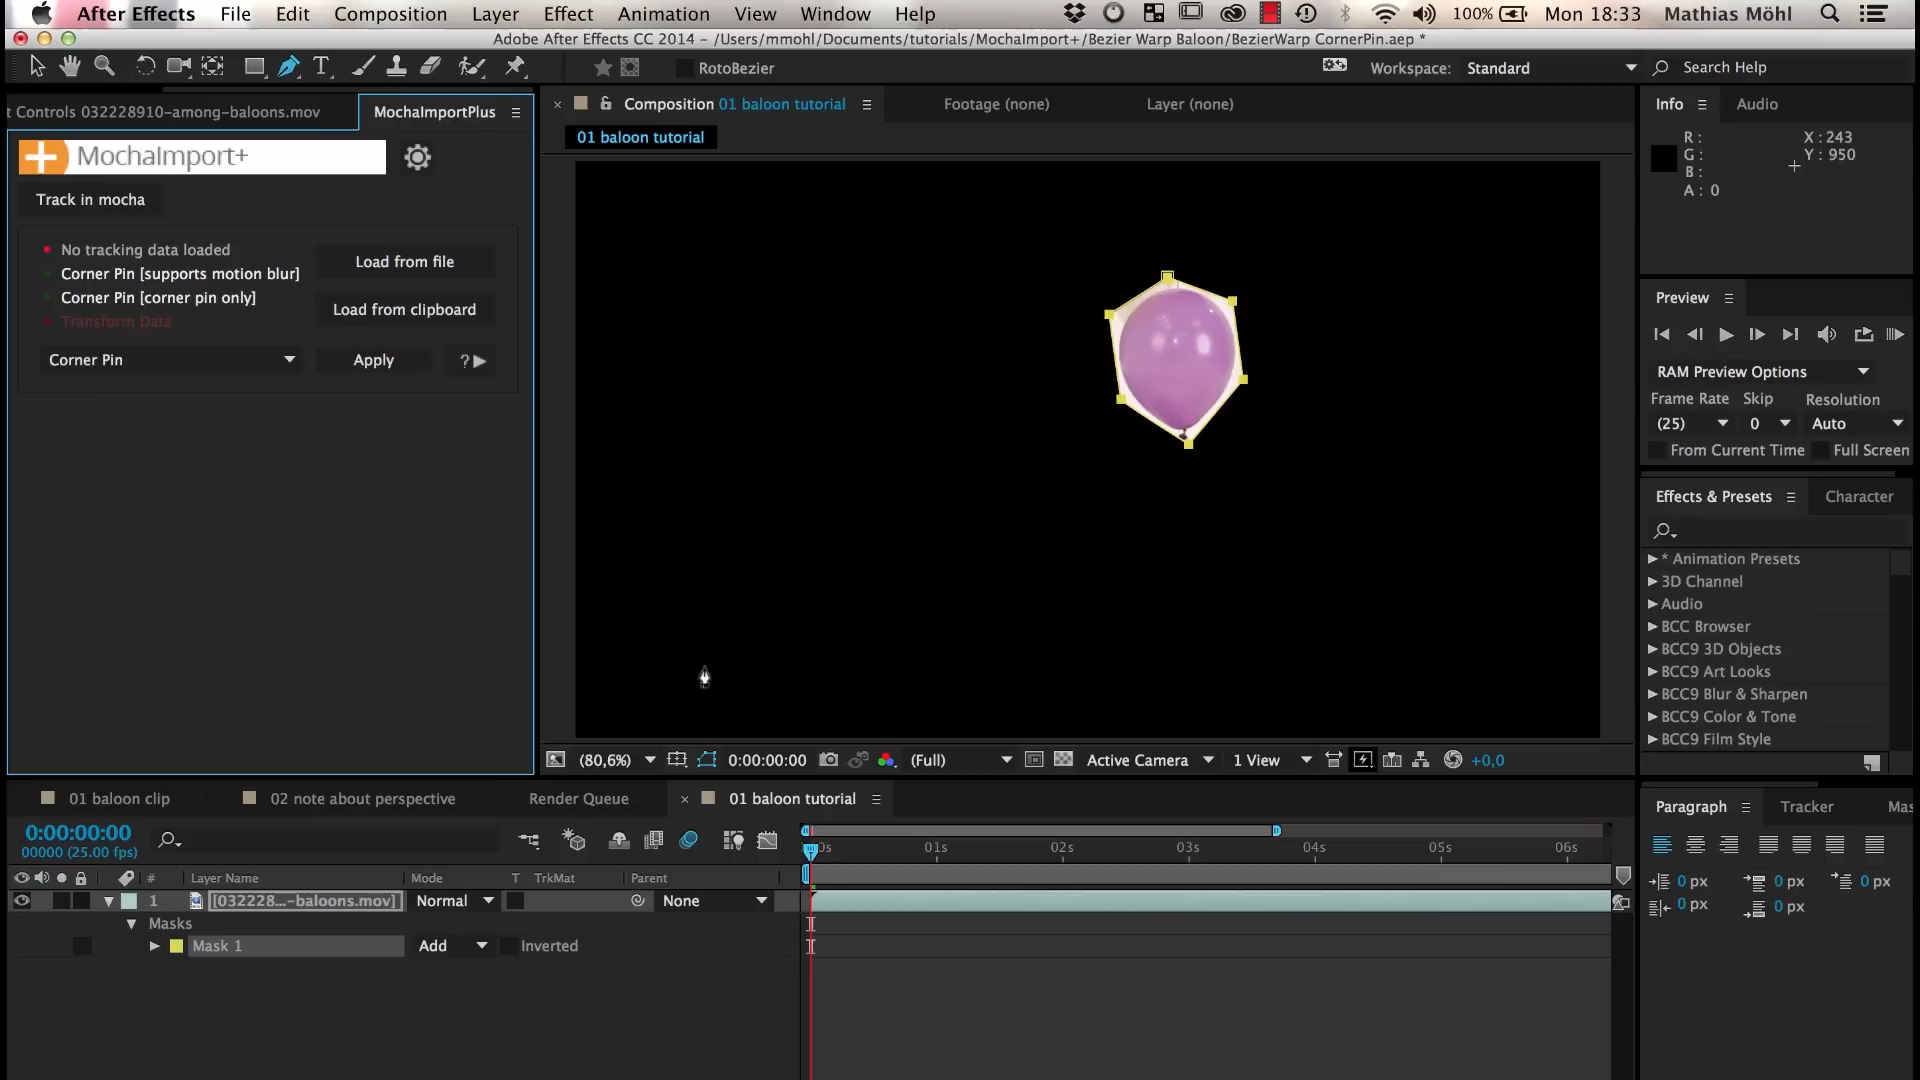 After Effects File Edit Composition Layer Effect Animation View Window Help 100% Mon 18:33 Mathias Möhl
Adobe After Effects CC 2014 – /Users/mmohl/Documents/tutorials/MochaImport+/Bezier Warp Baloon/BezierWarp CornerPin.aep *
T RotoBezier Workspace: Standard Search Help
t Controls 032228910-among-baloons.mov MochaImportPlus
MochaImport+
Track in mocha
No tracking data loaded
Corner Pin [supports motion blur]
Corner Pin [corner pin only]
Transform Data
Load from file
Load from clipboard
Corner Pin Apply ?
Composition 01 baloon tutorial Footage (none) Layer (none)
01 baloon tutorial
(80,6%) 0:00:00:00 (Full) Active Camera 1 View +0,0
Info Audio
R : X : 243
G : Y : 950
B :
A : 0
Preview
RAM Preview Options
Frame Rate Skip Resolution
(25) 0 Auto
From Current Time Full Screen
Effects & Presets Character
* Animation Presets
3D Channel
Audio
BCC Browser
BCC9 3D Objects
BCC9 Art Looks
BCC9 Blur & Sharpen
BCC9 Color & Tone
BCC9 Film Style
01 baloon clip 02 note about perspective Render Queue 01 baloon tutorial
0:00:00:00
00000 (25.00 fps)
0s 01s 02s 03s 04s 05s 06s
# Layer Name Mode T TrkMat Parent
1 [032228...-baloons.mov] Normal None
Masks
Mask 1 Add Inverted
Paragraph Tracker Mas
0 px 0 px 0 px
0 px 0 px